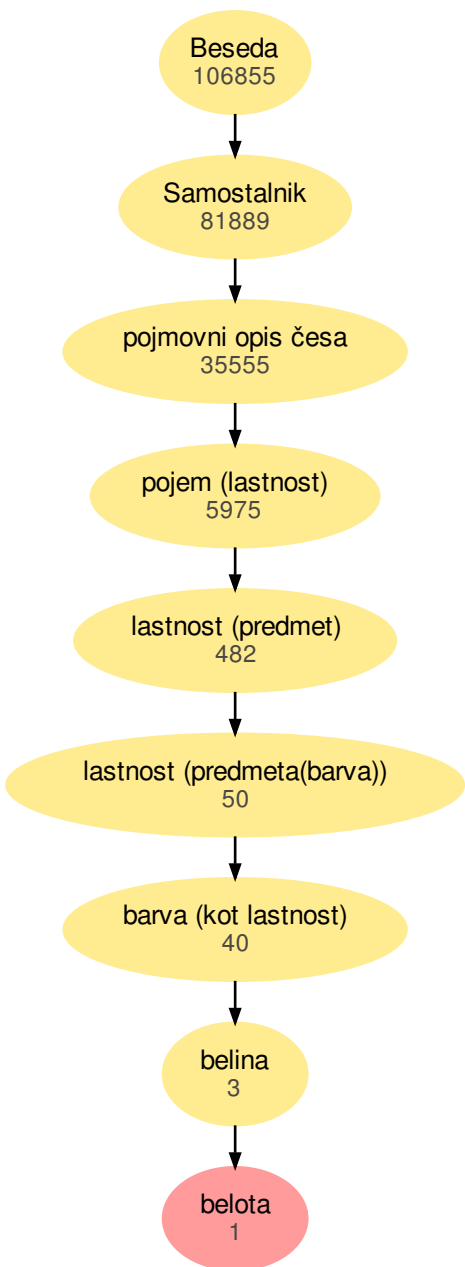 Beseda
106855
Samostalnik
81889
pojmovni opis česa
35555
pojem (lastnost)
5975
lastnost (predmet)
482
lastnost (predmeta(barva))
50
barva (kot lastnost)
40
belina
3
belota
1